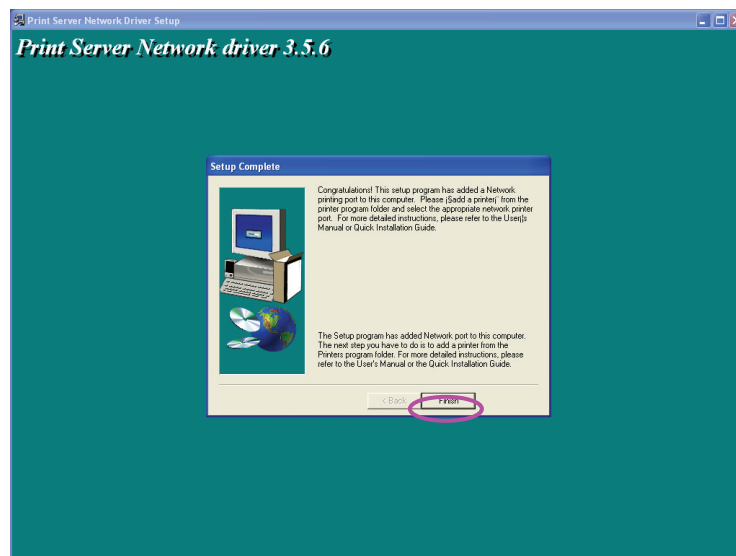 Print Server Network Driver Setup
Print Server Network driver 3.5.6
Setup Complete
Congratulations! This setup program has added a Network
printing port to this computer. Please ¡§add a printer¡¨ from the
printer program folder and select the appropriate network printer
port. For more detailed instructions, please refer to the User¡¦s
Manual or Quick Installation Guide.
The Setup program has added Network port to this computer.
The next step you have to do is to add a printer from the
Printers program folder. For more detailed instructions, please
refer to the User's Manual or the Quick Installation Guide.
< Back
Finish